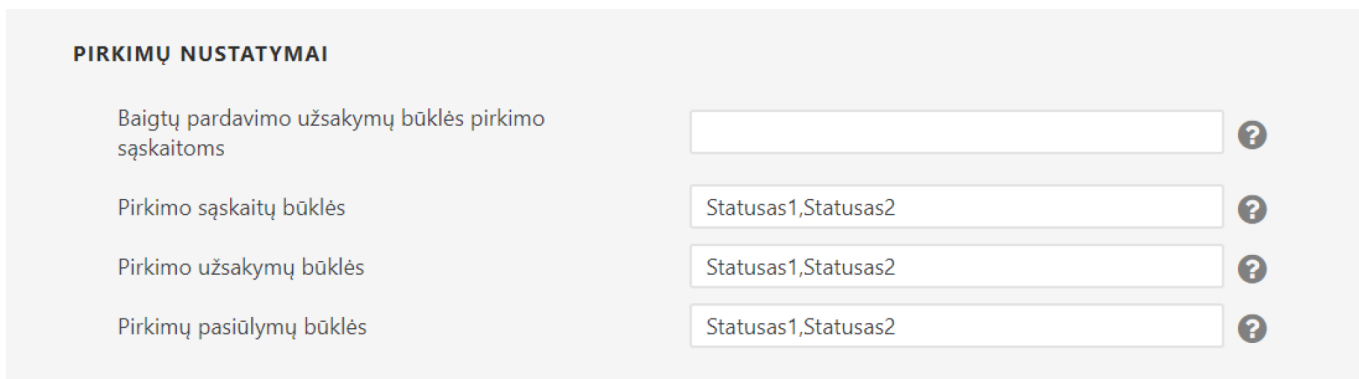 PIRKIMŲ NUSTATYMAI
Baigtų pardavimo užsakymų būklės pirkimo
sąskaitoms
Pirkimo sąskaitų būklės
Statusas1,Statusas2
Pirkimo užsakymų būklės
Statusas1,Statusas2
Pirkimų pasiūlymų būklės
Statusas1,Statusas2